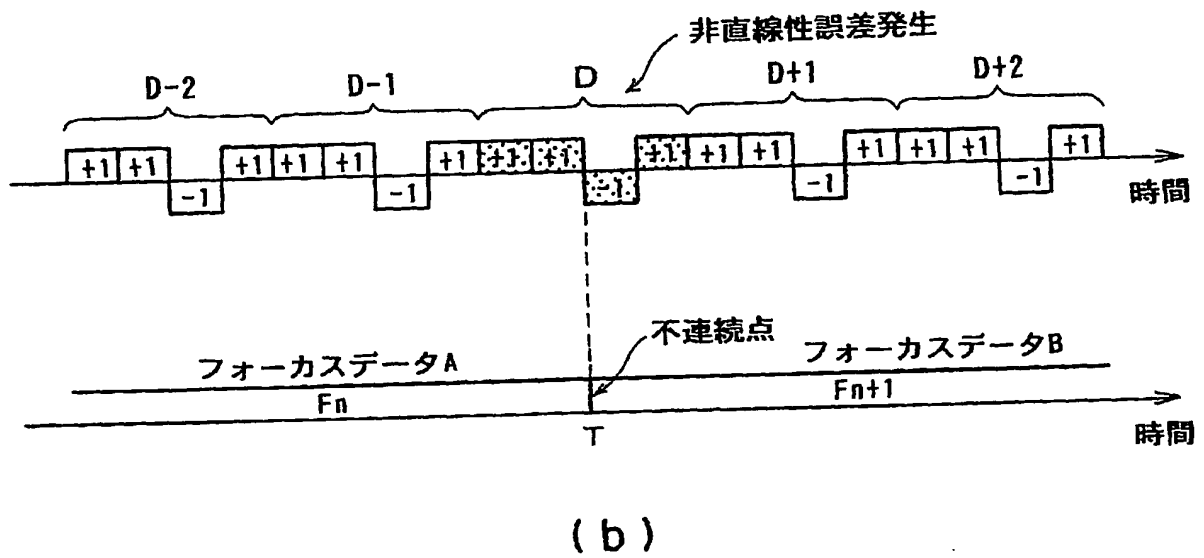 非直線性誤差発生
D-2 D-1 D D+1 D+2
+1 +1 -1 +1 +1 +1 -1 +1 +1 +1 -1 +1 +1 +1 -1 +1 +1 +1 -1 +1
時間
不連続点
フォーカスデータA フォーカスデータB
Fn Fn+1
T
時間
(b)